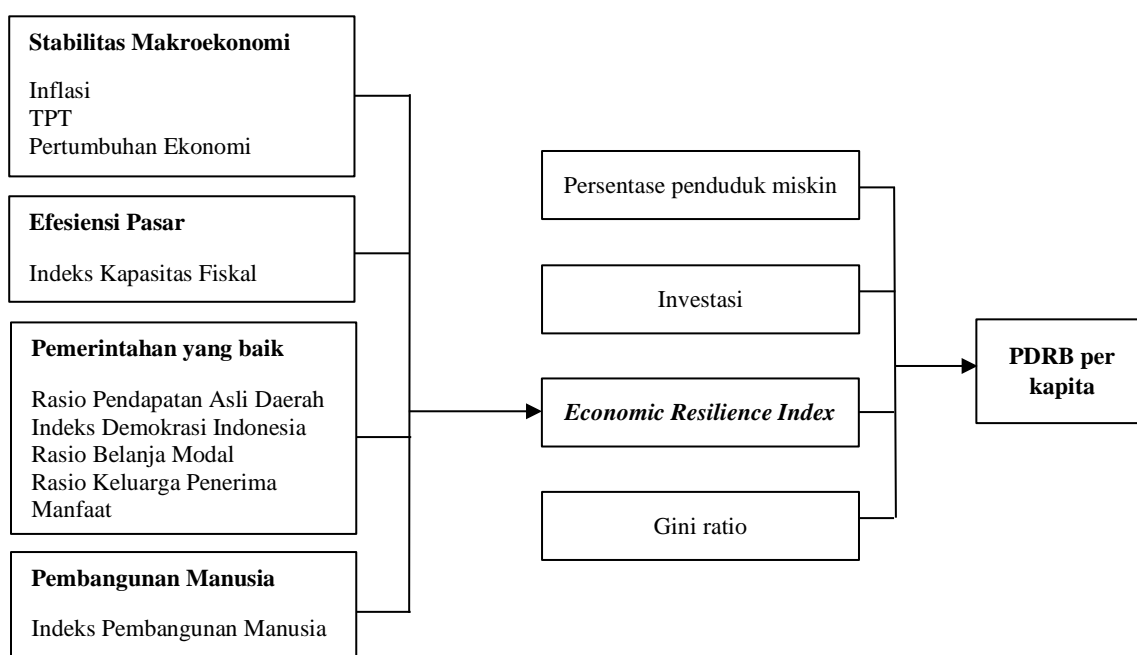 Stabilitas Makroekonomi
Inflasi
TPT
Pertumbuhan Ekonomi
Efesiensi Pasar
Indeks Kapasitas Fiskal
Pemerintahan yang baik
Rasio Pendapatan Asli Daerah
Indeks Demokrasi Indonesia
Rasio Belanja Modal
Rasio Keluarga Penerima
Manfaat
Pembangunan Manusia
Indeks Pembangunan Manusia
Persentase penduduk miskin
Investasi
Economic Resilience Index
Gini ratio
PDRB per
kapita